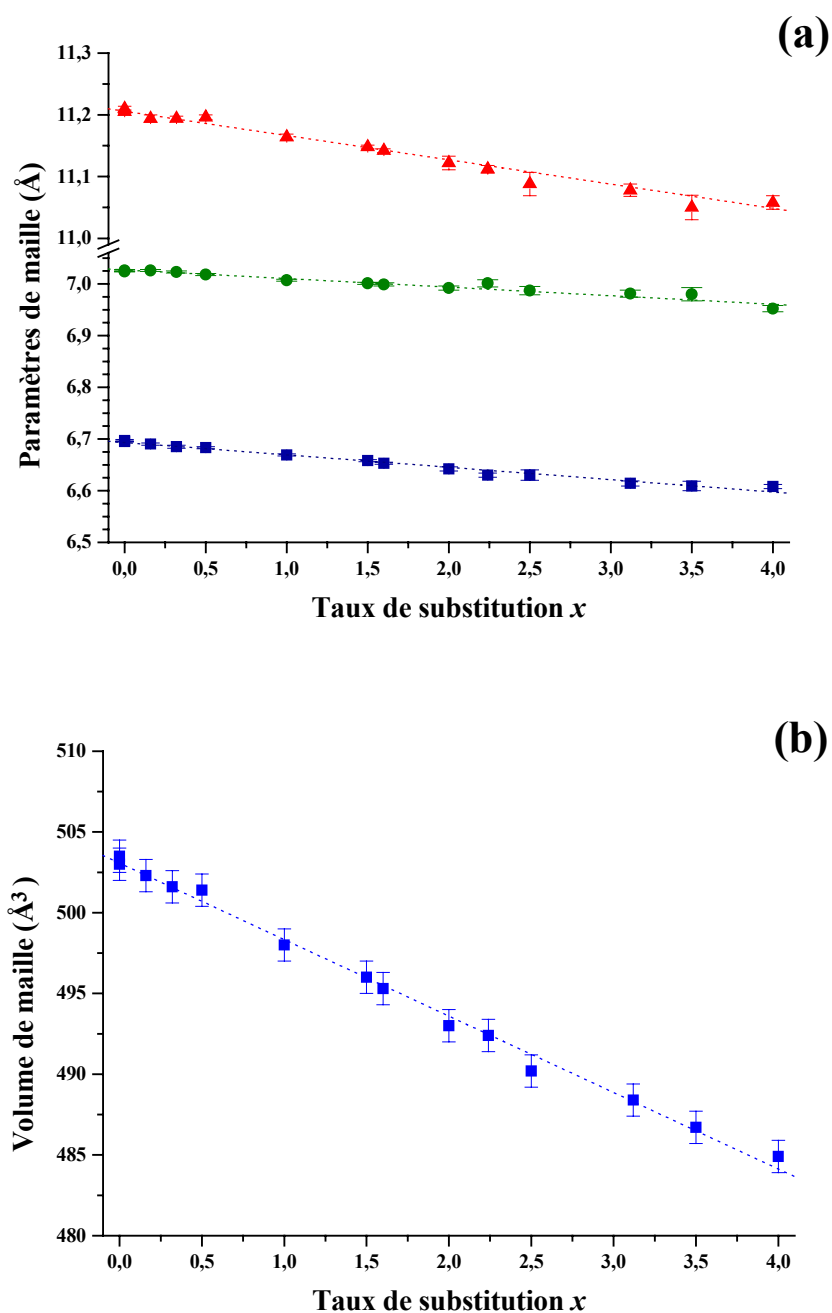 (a)
11,3
11,2
11,1
11,0
7,0
6,9
6,8
6,7
6,6
6,5
Paramètres de maille (Å)
0,0 0,5 1,0 1,5 2,0 2,5 3,0 3,5 4,0
Taux de substitution x
(b)
510
505
500
495
490
485
480
Volume de maille (Å³)
0,0 0,5 1,0 1,5 2,0 2,5 3,0 3,5 4,0
Taux de substitution x